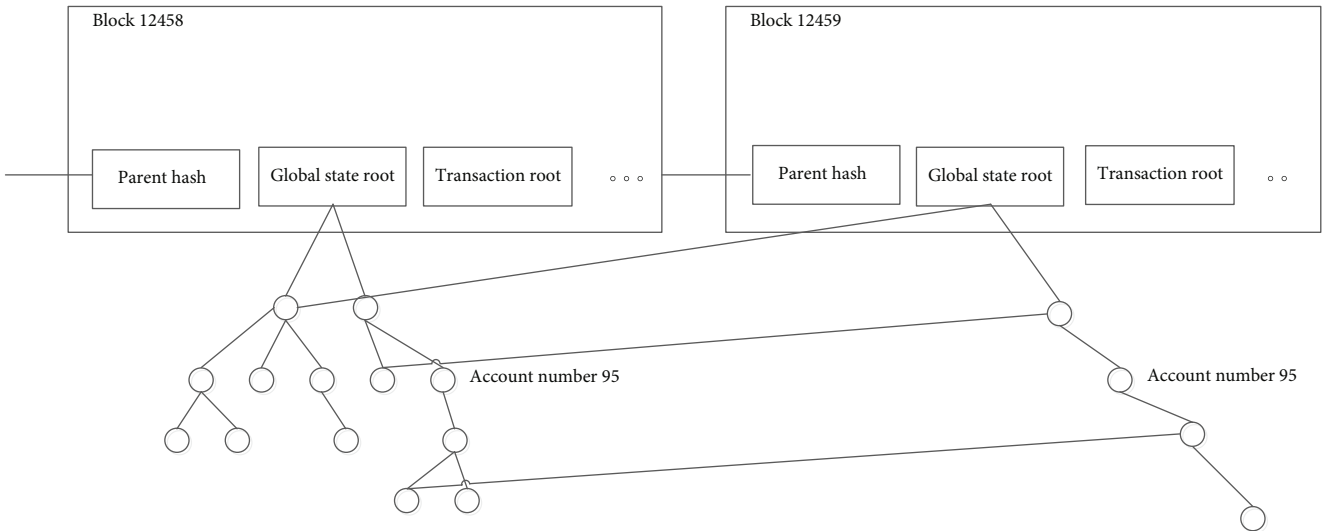 Block 12458
Block 12459
Parent hash
Global state root
Transaction root
Parent hash
Global state root
Transaction root
Account number 95
Account number 95